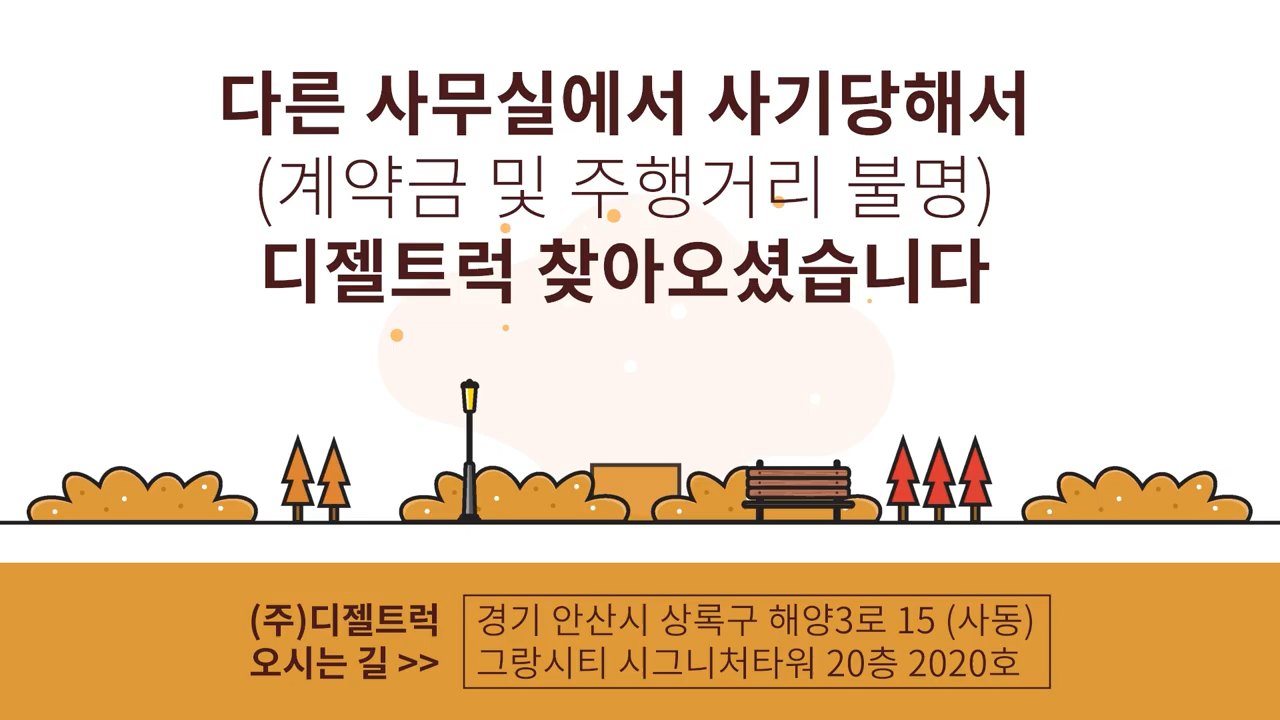 다른 사무실에서 사기당해서
(계약금 및 주행거리 불명)
디젤트럭 찾아오셨습니다
(주)디젤트럭
오시는 길 >>
경기 안산시 상록구 해양3로 15 (사동)
그랑시티 시그니처타워 20층 2020호